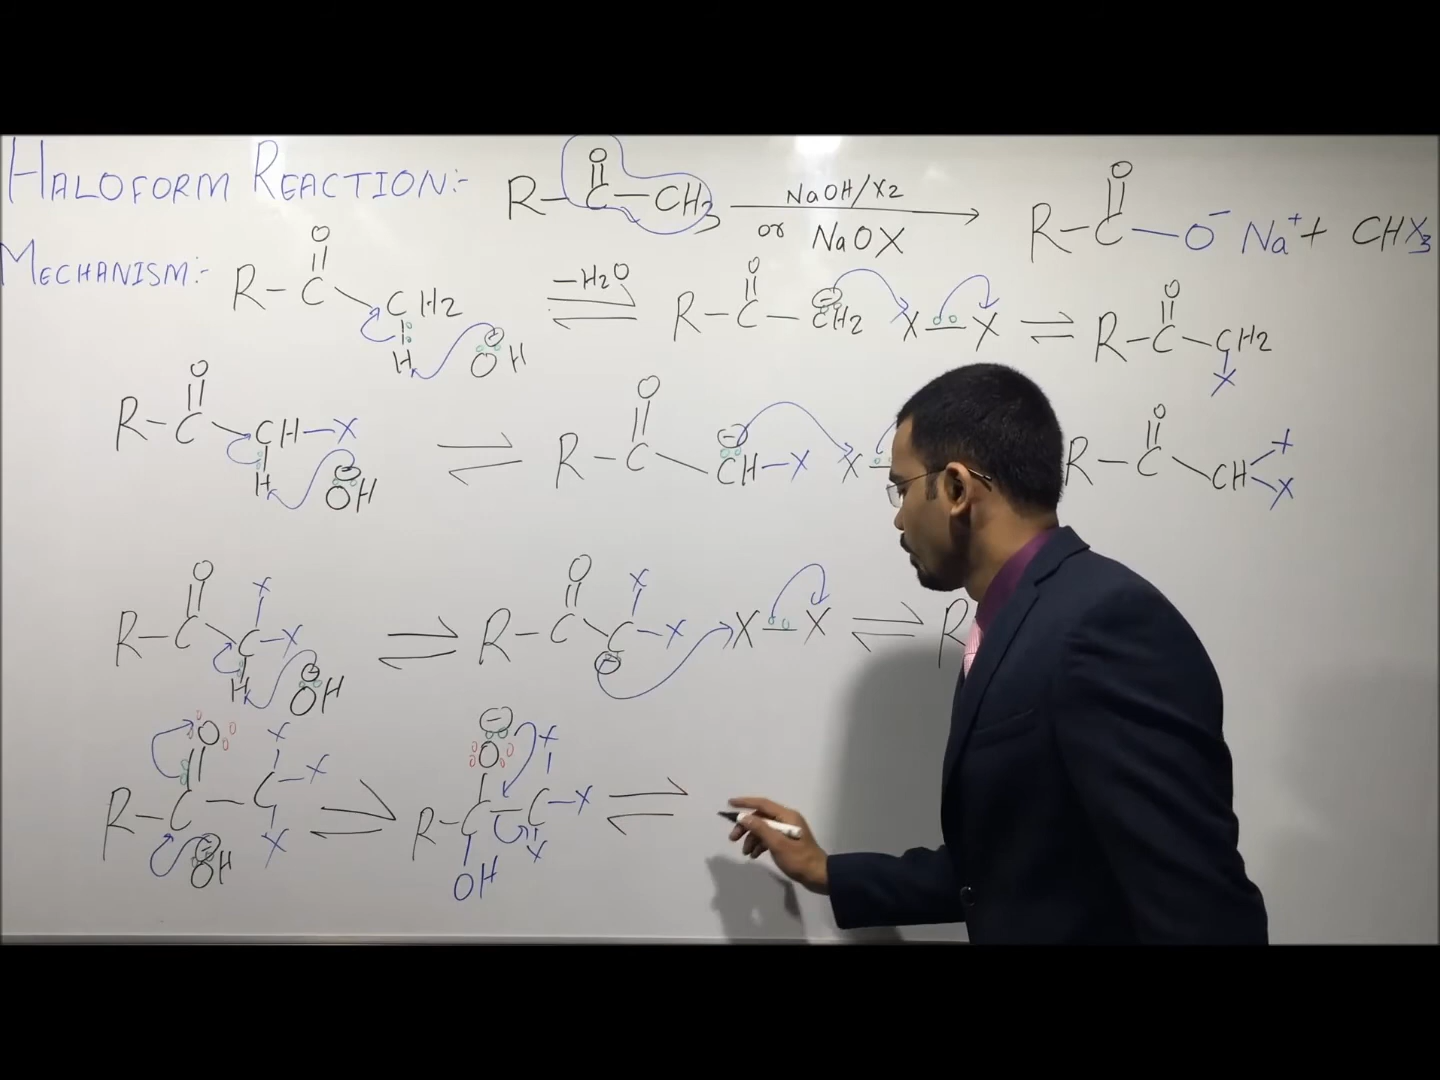 HALOFORM REACTION:- R-C(=O)-CH3 NaOH/X2 or NaOX R-C(=O)-O⁻ Na⁺ + CHX3
MECHANISM:- R-C(=O)-CH2-H ⊖OH -H2O R-C(=O)-CH2⊖ X-X R-C(=O)-CH2-X
R-C(=O)-CH(H)-X ⊖OH R-C(=O)-CH⊖-X X R-C(=O)-CH(X)-X
R-C(=O)-C(X)(X)-H ⊖OH R-C(=O)-C⊖(X)-X X-X R
R-C(=O)-C(X)(X)-X ⊖OH R-C(O⊖)(OH)-C(X)(X)-X